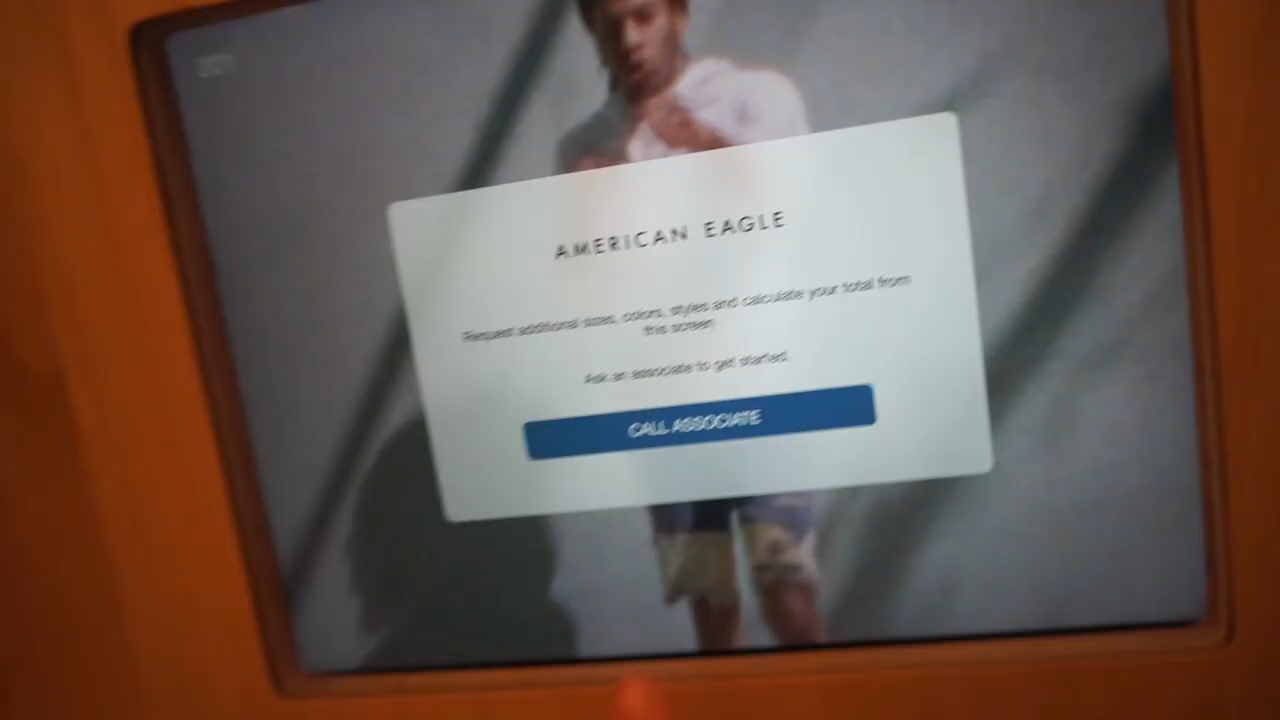 AMERICAN EAGLE
Request additional sizes, colors, styles and calculate your total from
this screen
Ask an associate to get started.
CALL ASSOCIATE